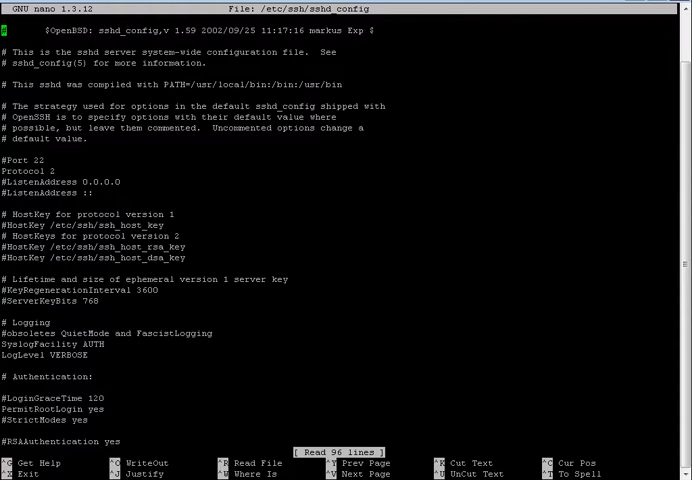 GNU nano 1.3.12 File: /etc/ssh/sshd_config
# $OpenBSD: sshd_config,v 1.59 2002/09/25 11:17:16 markus Exp $
# This is the sshd server system-wide configuration file. See
# sshd_config(5) for more information.
# This sshd was compiled with PATH=/usr/local/bin:/bin:/usr/bin
# The strategy used for options in the default sshd_config shipped with
# OpenSSH is to specify options with their default value where
# possible, but leave them commented. Uncommented options change a
# default value.
#Port 22
Protocol 2
#ListenAddress 0.0.0.0
#ListenAddress ::
# HostKey for protocol version 1
#HostKey /etc/ssh/ssh_host_key
# HostKeys for protocol version 2
#HostKey /etc/ssh/ssh_host_rsa_key
#HostKey /etc/ssh/ssh_host_dsa_key
# Lifetime and size of ephemeral version 1 server key
#KeyRegenerationInterval 3600
#ServerKeyBits 768
# Logging
#obsoletes QuietMode and FascistLogging
SyslogFacility AUTH
LogLevel VERBOSE
# Authentication:
#LoginGraceTime 120
PermitRootLogin yes
#StrictModes yes
#RSAAuthentication yes
[ Read 96 lines ]
^G Get Help ^O WriteOut ^R Read File ^Y Prev Page ^K Cut Text ^C Cur Pos
^X Exit ^J Justify ^W Where Is ^V Next Page ^U UnCut Text ^T To Spell